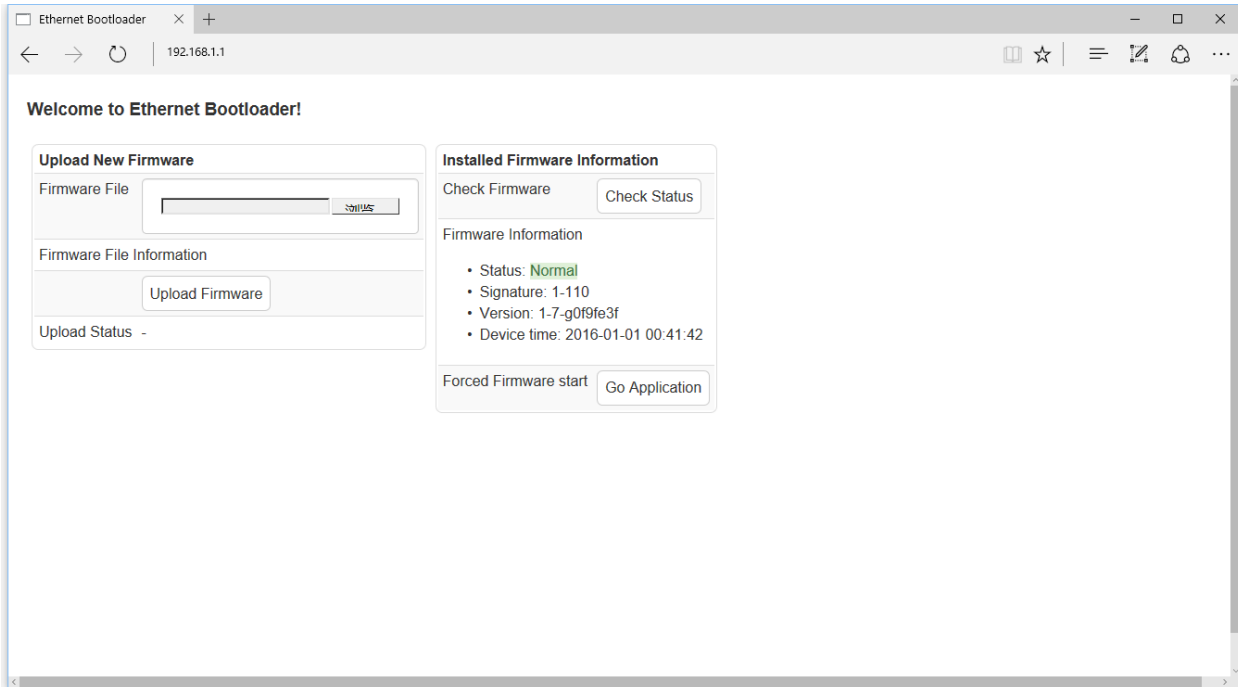 Ethernet Bootloader
192.168.1.1
Welcome to Ethernet Bootloader!
Upload New Firmware
Firmware File
Firmware File Information
Upload Firmware
Upload Status -
Installed Firmware Information
Check Firmware Check Status
Firmware Information
• Status: Normal
• Signature: 1-110
• Version: 1-7-g0f9fe3f
• Device time: 2016-01-01 00:41:42
Forced Firmware start Go Application